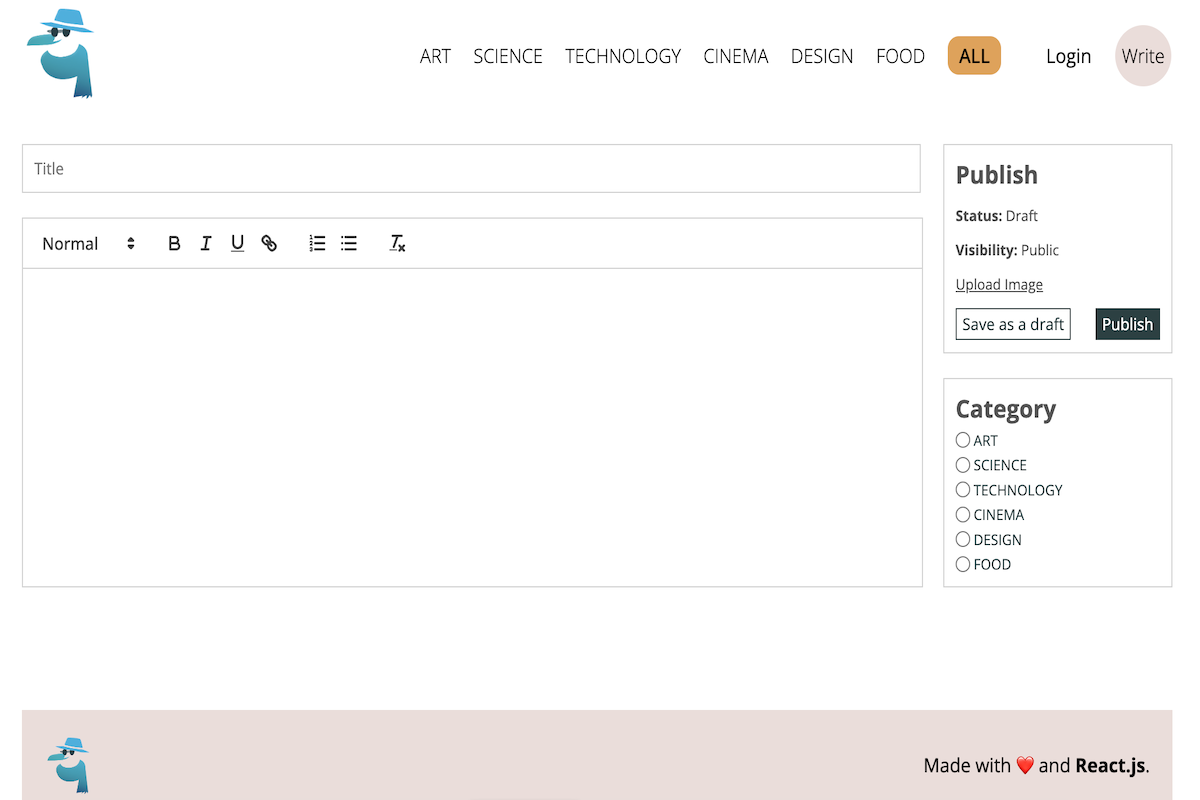 ART SCIENCE TECHNOLOGY CINEMA DESIGN FOOD ALL Login Write
Title
Normal B I U Tx
Publish
Status: Draft
Visibility: Public
Upload Image
Save as a draft Publish
Category
ART
SCIENCE
TECHNOLOGY
CINEMA
DESIGN
FOOD
Made with ❤️ and React.js.